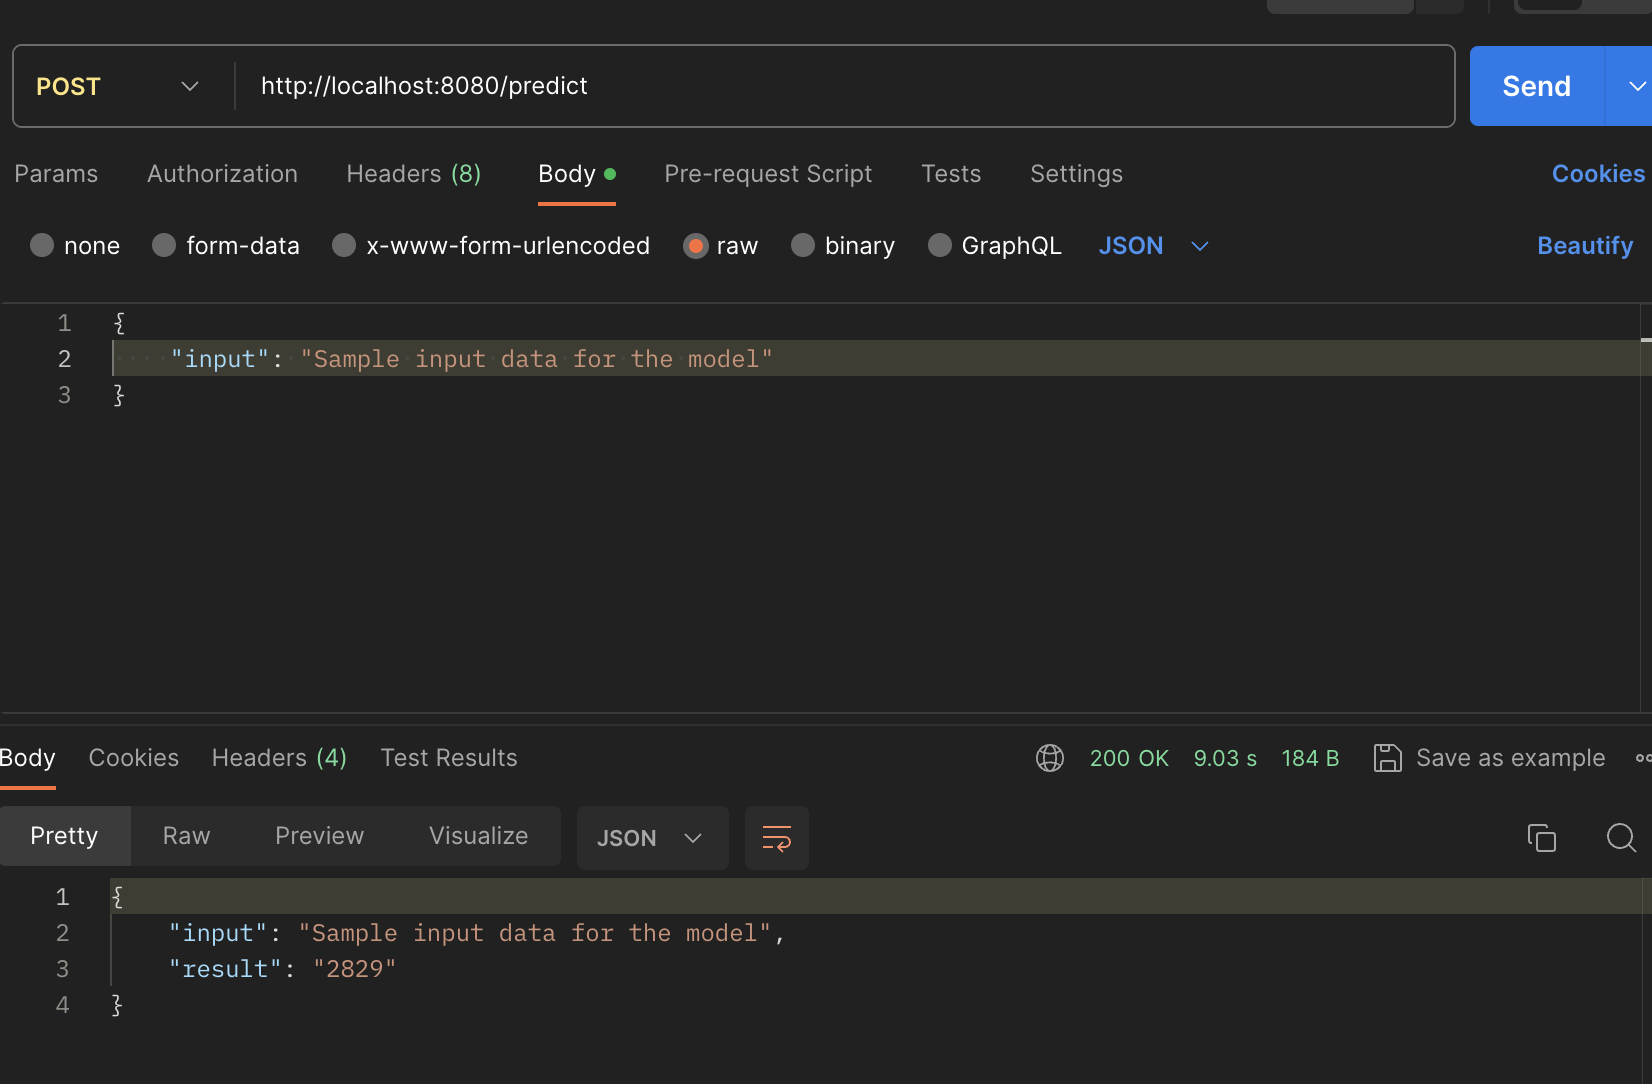 POST http://localhost:8080/predict Send
Params Authorization Headers (8) Body Pre-request Script Tests Settings Cookies
none form-data x-www-form-urlencoded raw binary GraphQL JSON Beautify
1 {
2 "input": "Sample input data for the model"
3 }
Body Cookies Headers (4) Test Results 200 OK 9.03 s 184 B Save as example
Pretty Raw Preview Visualize JSON
1 {
2 "input": "Sample input data for the model",
3 "result": "2829"
4 }